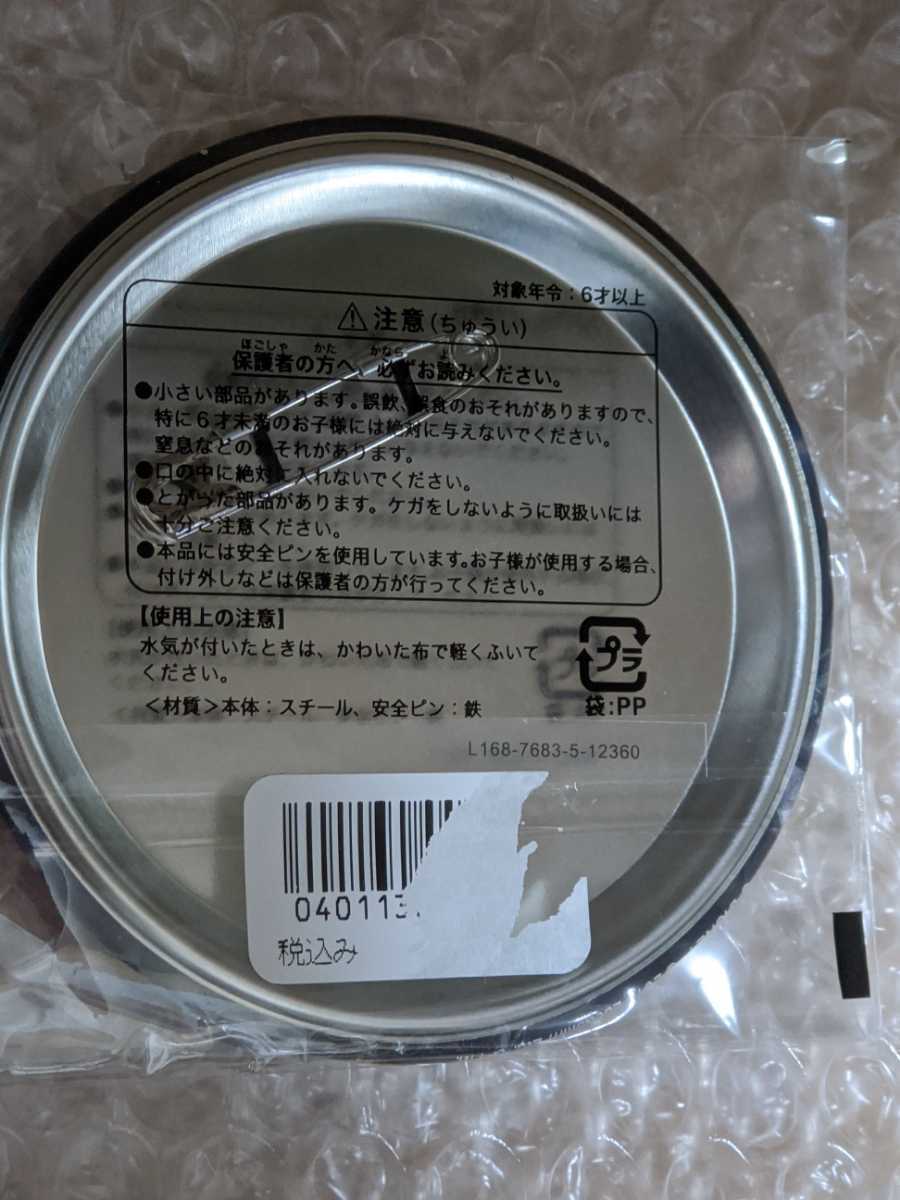 対象年令：6才以上
⚠注意(ちゅうい)
ほごしゃ かた かなら よ
保護者の方へ、必ずお読みください。
●小さい部品があります。誤飲、誤食のおそれがありますので、
特に6才未満のお子様には絶対に与えないでください。
窒息などのおそれがあります。
●口の中に絶対に入れないでください。
●とがった部品があります。ケガをしないように取扱いには
十分ご注意ください。
●本品には安全ピンを使用しています。お子様が使用する場合、
付け外しなどは保護者の方が行ってください。
【使用上の注意】
水気が付いたときは、かわいた布で軽くふいて
ください。
プラ
＜材質＞本体：スチール、安全ピン：鉄
袋:PP
L168-7683-5-12360
040113
税込み